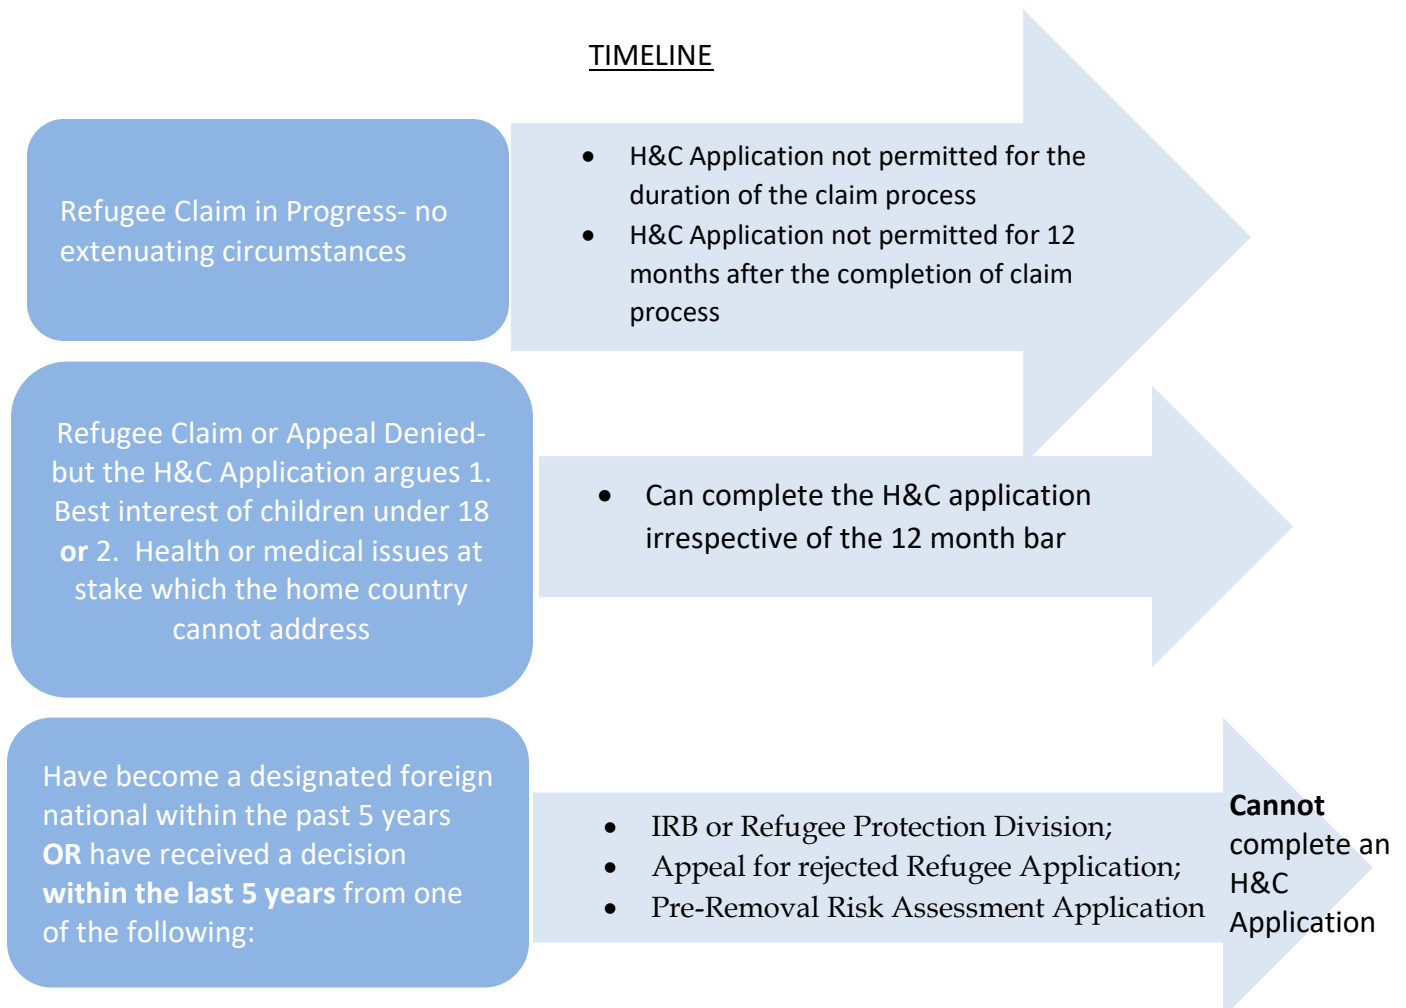 TIMELINE
Refugee Claim in Progress- no
extenuating circumstances
• H&C Application not permitted for the
duration of the claim process
• H&C Application not permitted for 12
months after the completion of claim
process
Refugee Claim or Appeal Denied-
but the H&C Application argues 1.
Best interest of children under 18
or 2. Health or medical issues at
stake which the home country
cannot address
• Can complete the H&C application
irrespective of the 12 month bar
Have become a designated foreign
national within the past 5 years
OR have received a decision
within the last 5 years from one
of the following:
• IRB or Refugee Protection Division;
• Appeal for rejected Refugee Application;
• Pre-Removal Risk Assessment Application
Cannot
complete an
H&C
Application